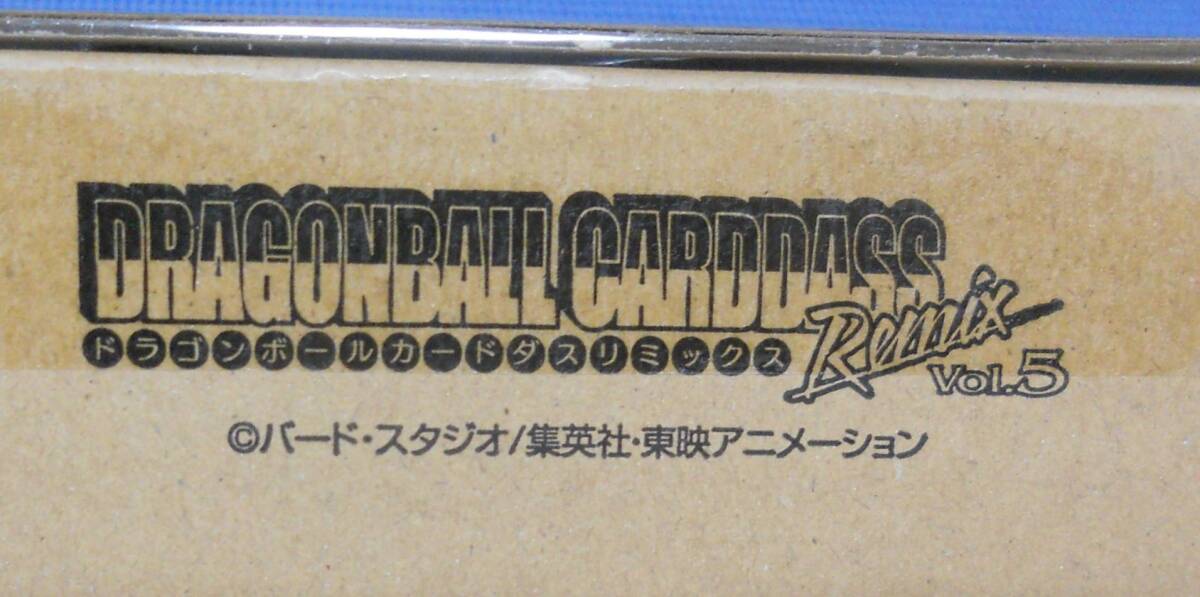 DRAGONBALL CARDDASS
Remix
ドラゴンボールカードダスリミックス
Vol.5
©バード・スタジオ/集英社・東映アニメーション